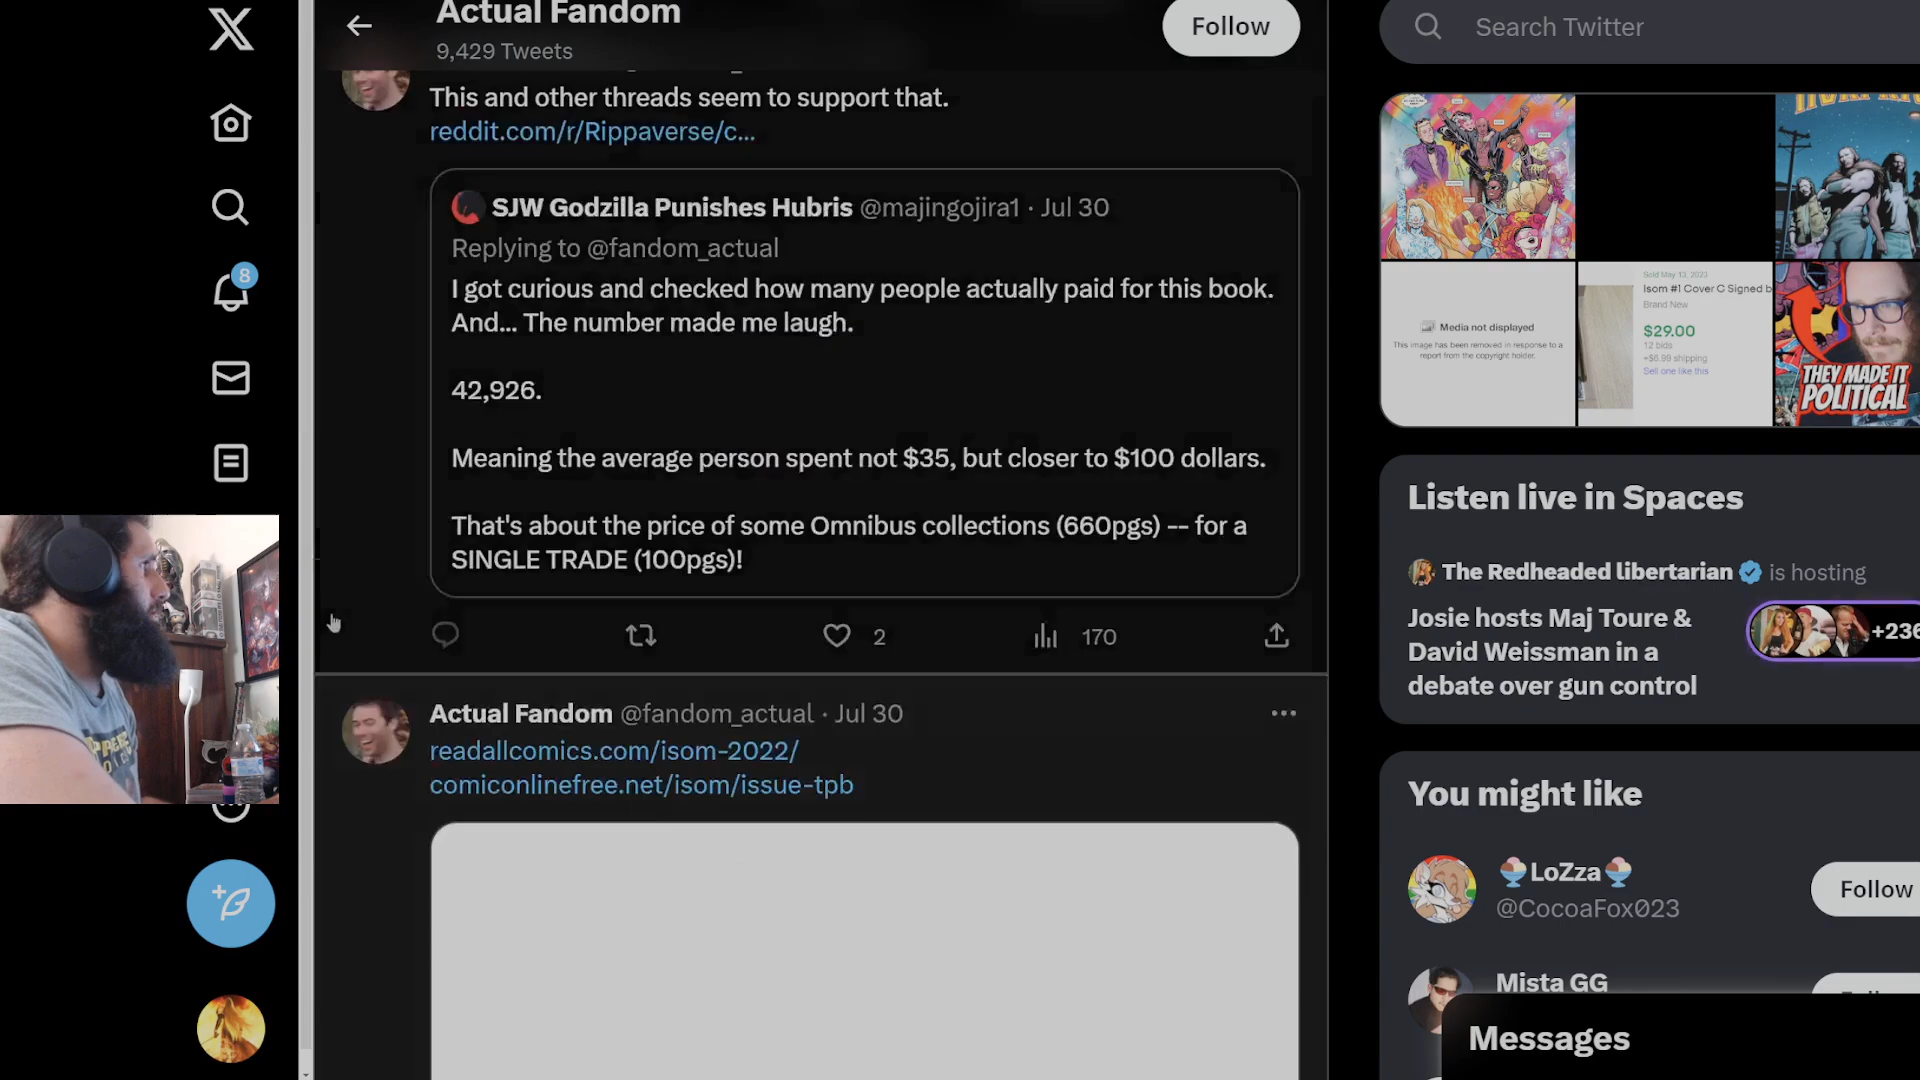 Actual Fandom
9,429 Tweets
Follow
Search Twitter
This and other threads seem to support that.
reddit.com/r/Rippaverse/c...
SJW Godzilla Punishes Hubris @majingojira1 · Jul 30
Replying to @fandom_actual
I got curious and checked how many people actually paid for this book.
And... The number made me laugh.
42,926.
Meaning the average person spent not $35, but closer to $100 dollars.
That's about the price of some Omnibus collections (660pgs) -- for a
SINGLE TRADE (100pgs)!
2
170
Actual Fandom @fandom_actual · Jul 30
readallcomics.com/isom-2022/
comiconlinefree.net/isom/issue-tpb
8
Media not displayed
This image has been removed in response to a
report from the copyright holder.
Sold May 13, 2023
Isom #1 Cover C Signed b
Brand New
$29.00
12 bids
Sell one like this
THEY MADE IT
POLITICAL
Listen live in Spaces
The Redheaded libertarian is hosting
Josie hosts Maj Toure &
David Weissman in a
debate over gun control
+236
You might like
LoZza
@CocoaFox023
Follow
Mista GG
Messages